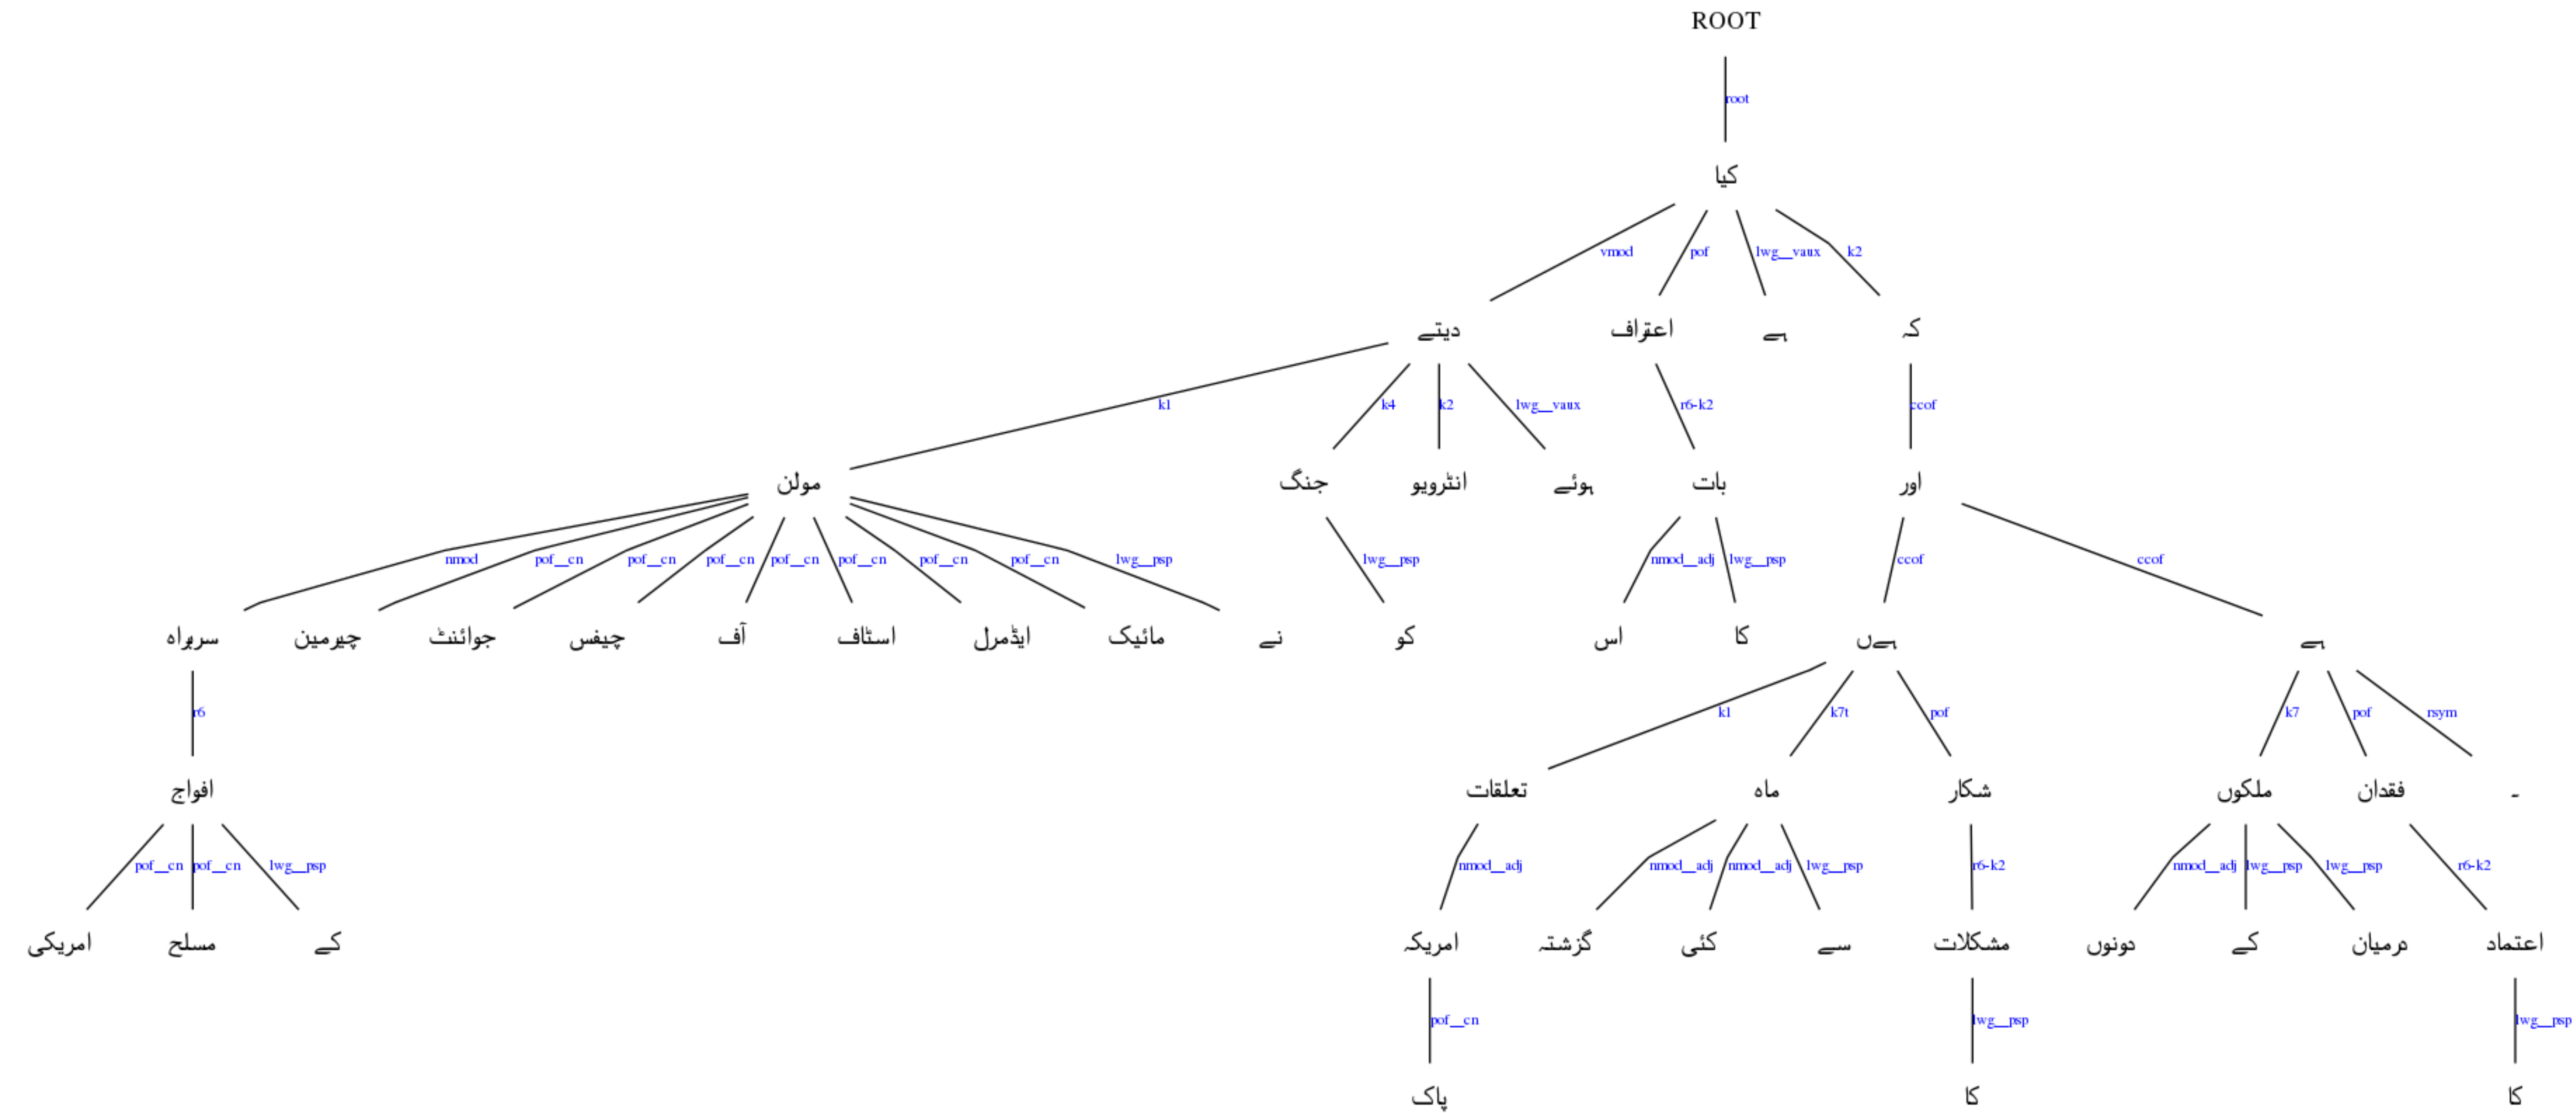 ROOT
root
کیا
vmod pof lwg__vaux k2
دیتے اعتراف ہے کہ
k1 k4 k2 lwg__vaux r6-k2 ccof
مولن جنگ انٹرویو ہوئے بات اور
nmod pof__cn pof__cn pof__cn pof__cn pof__cn pof__cn pof__cn lwg__psp lwg__psp nmod__adj lwg__psp ccof ccof
سربراہ چیرمین جوائنٹ چیفس آف اسٹاف ایڈمرل مائیک نے کو اس کا ہےں ہے
r6 k1 k7t pof k7 pof rsym
افواج تعلقات ماہ شکار ملکوں فقدان ۔
pof__cn pof__cn lwg__psp nmod__adj nmod__adj nmod__adj lwg__psp r6-k2 nmod__adj lwg__psp lwg__psp r6-k2
امریکی مسلح کے امریکہ گزشتہ کئی سے مشکلات دونوں کے درمیان اعتماد
pof__cn lwg__psp lwg__psp
پاک کا کا